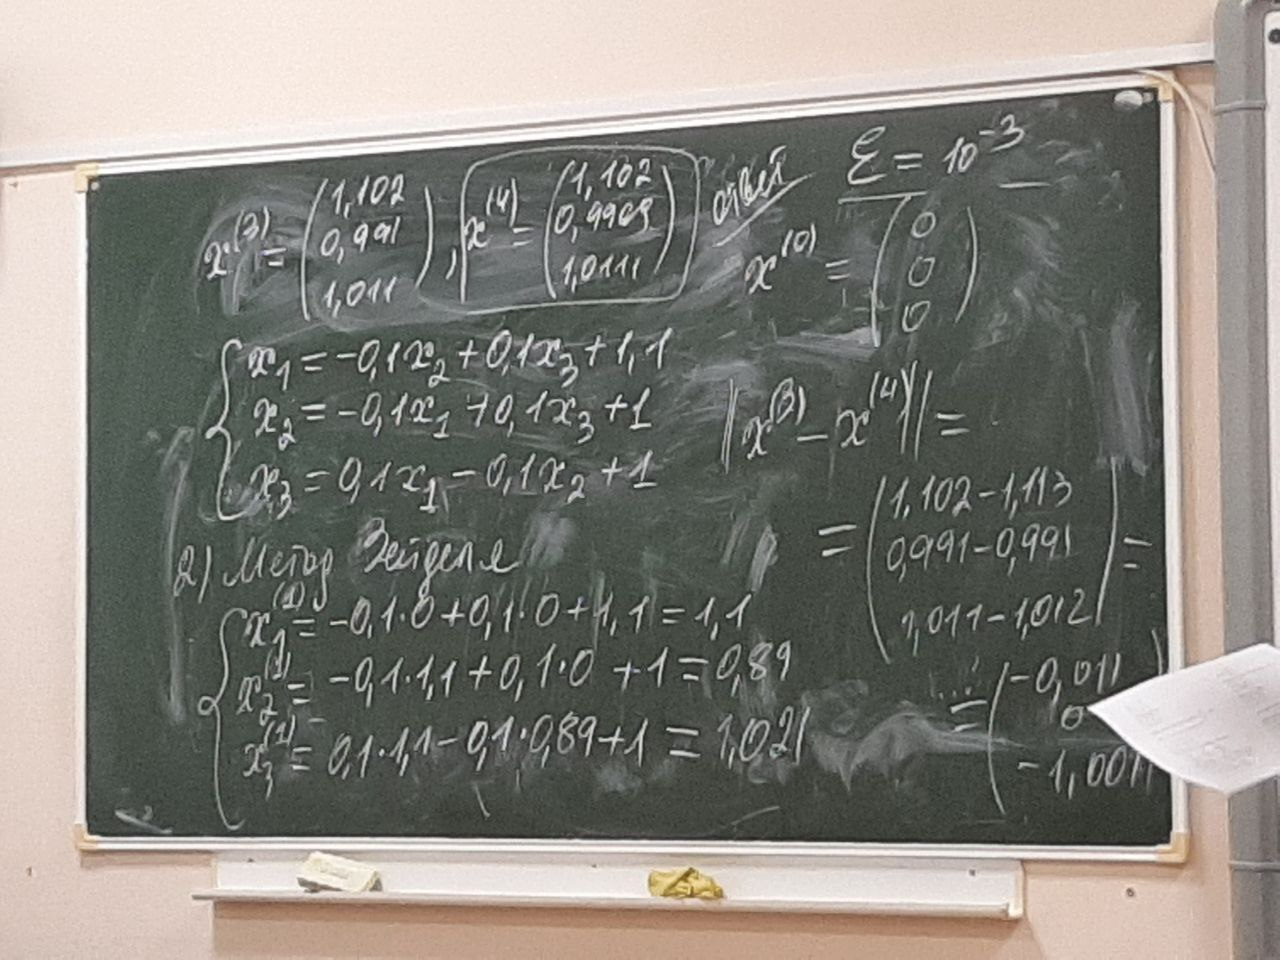 x^(3) = (1,102 0,991 1,011), x^(4) = (1,102 0,9909 1,0111) ответ
ε = 10^-3
x^(0) = (0 0 0)
x₁ = -0,1x₂ + 0,1x₃ + 1,1
x₂ = -0,1x₁ + 0,1x₃ + 1
x₃ = 0,1x₁ - 0,1x₂ + 1
||x^(3) - x^(4)|| =
= (1,102 - 1,113
0,991 - 0,991
1,011 - 1,012) =
= (-0,011
0
-1,0011
2) Метод Зейделя
x₁^(1) = -0,1·0 + 0,1·0 + 1,1 = 1,1
x₂^(1) = -0,1·1,1 + 0,1·0 + 1 = 0,89
x₃^(1) = 0,1·1,1 - 0,1·0,89 + 1 = 1,021